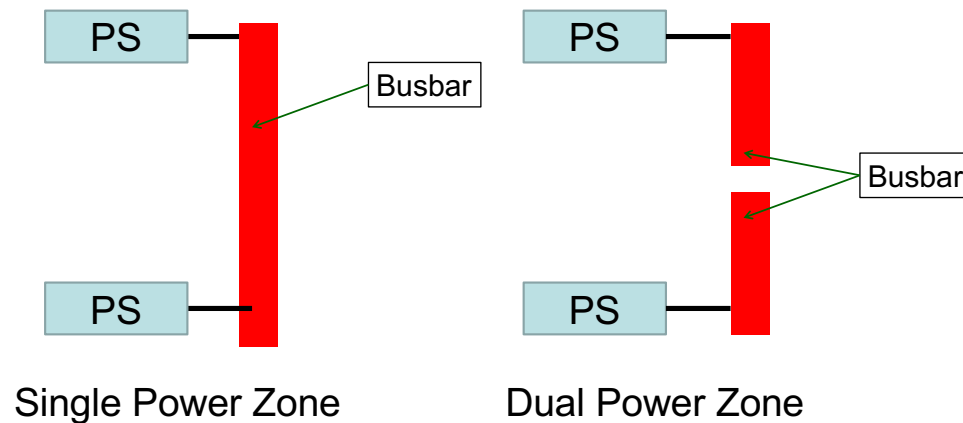 PS
PS
Busbar
PS
PS
Busbar
Single Power Zone
Dual Power Zone